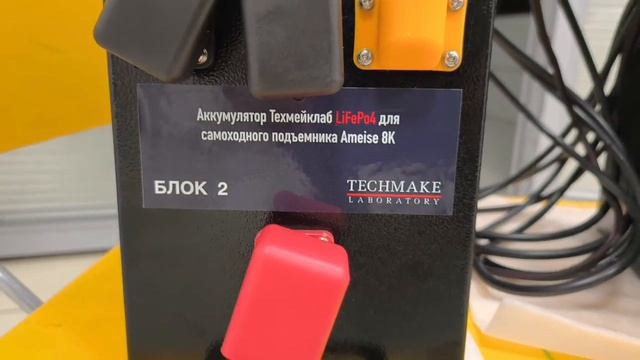 Аккумулятор Техмейклаб LiFePo4 для
самоходного подъемника Ameise 8K
БЛОК 2
TECHMAKE
LABORATORY